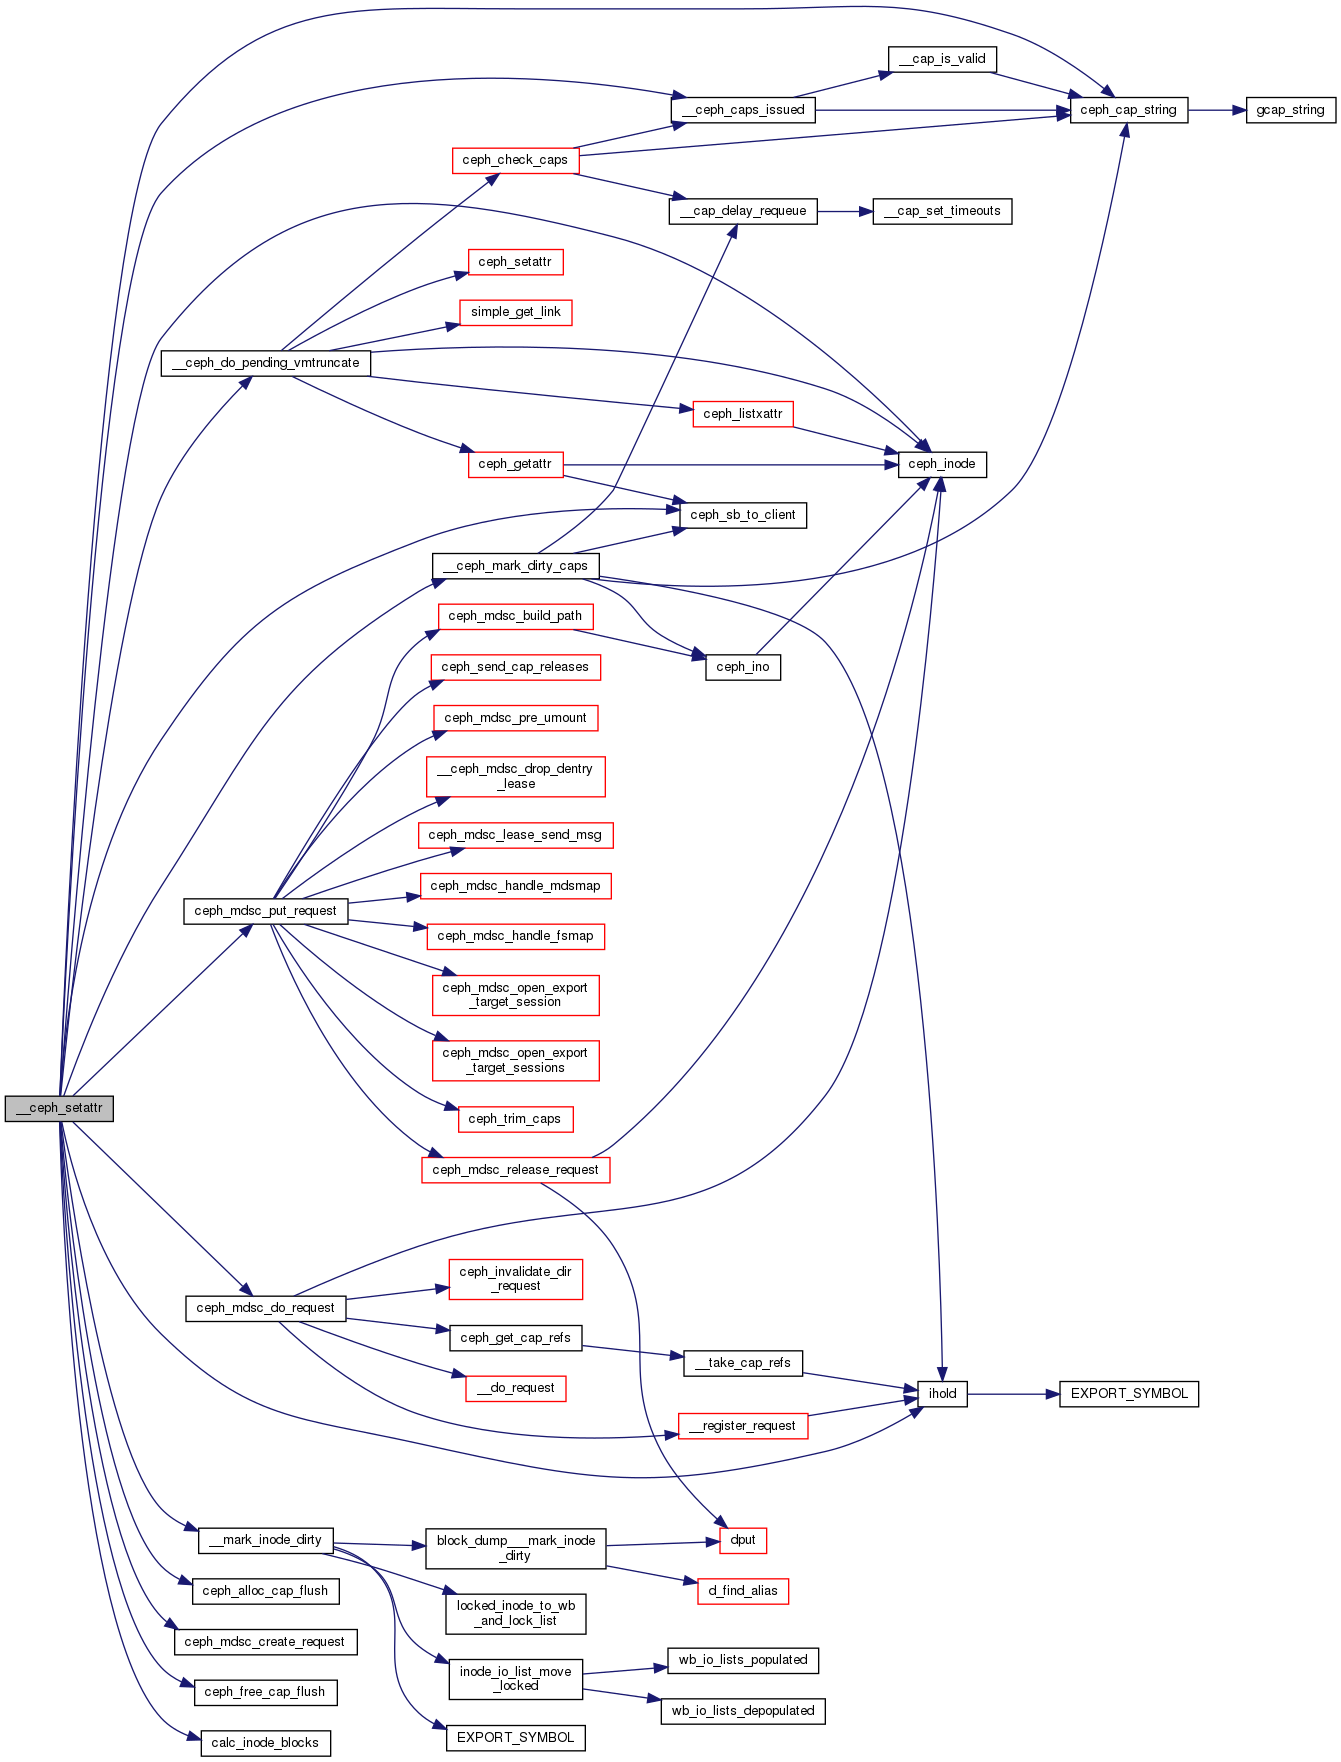 __cap_is_valid
__ceph_caps_issued
ceph_cap_string
gcap_string
ceph_check_caps
__cap_delay_requeue
__cap_set_timeouts
ceph_setattr
simple_get_link
__ceph_do_pending_vmtruncate
ceph_listxattr
ceph_getattr
ceph_inode
ceph_sb_to_client
__ceph_mark_dirty_caps
ceph_mdsc_build_path
ceph_send_cap_releases
ceph_ino
ceph_mdsc_pre_umount
__ceph_mdsc_drop_dentry
_lease
ceph_mdsc_lease_send_msg
ceph_mdsc_handle_mdsmap
ceph_mdsc_put_request
ceph_mdsc_handle_fsmap
ceph_mdsc_open_export
_target_session
ceph_mdsc_open_export
_target_sessions
__ceph_setattr
ceph_trim_caps
ceph_mdsc_release_request
ceph_invalidate_dir
_request
ceph_mdsc_do_request
ceph_get_cap_refs
__take_cap_refs
__do_request
ihold
EXPORT_SYMBOL
__register_request
__mark_inode_dirty
block_dump___mark_inode
_dirty
dput
ceph_alloc_cap_flush
d_find_alias
locked_inode_to_wb
_and_lock_list
ceph_mdsc_create_request
inode_io_list_move
_locked
wb_io_lists_populated
ceph_free_cap_flush
wb_io_lists_depopulated
calc_inode_blocks
EXPORT_SYMBOL